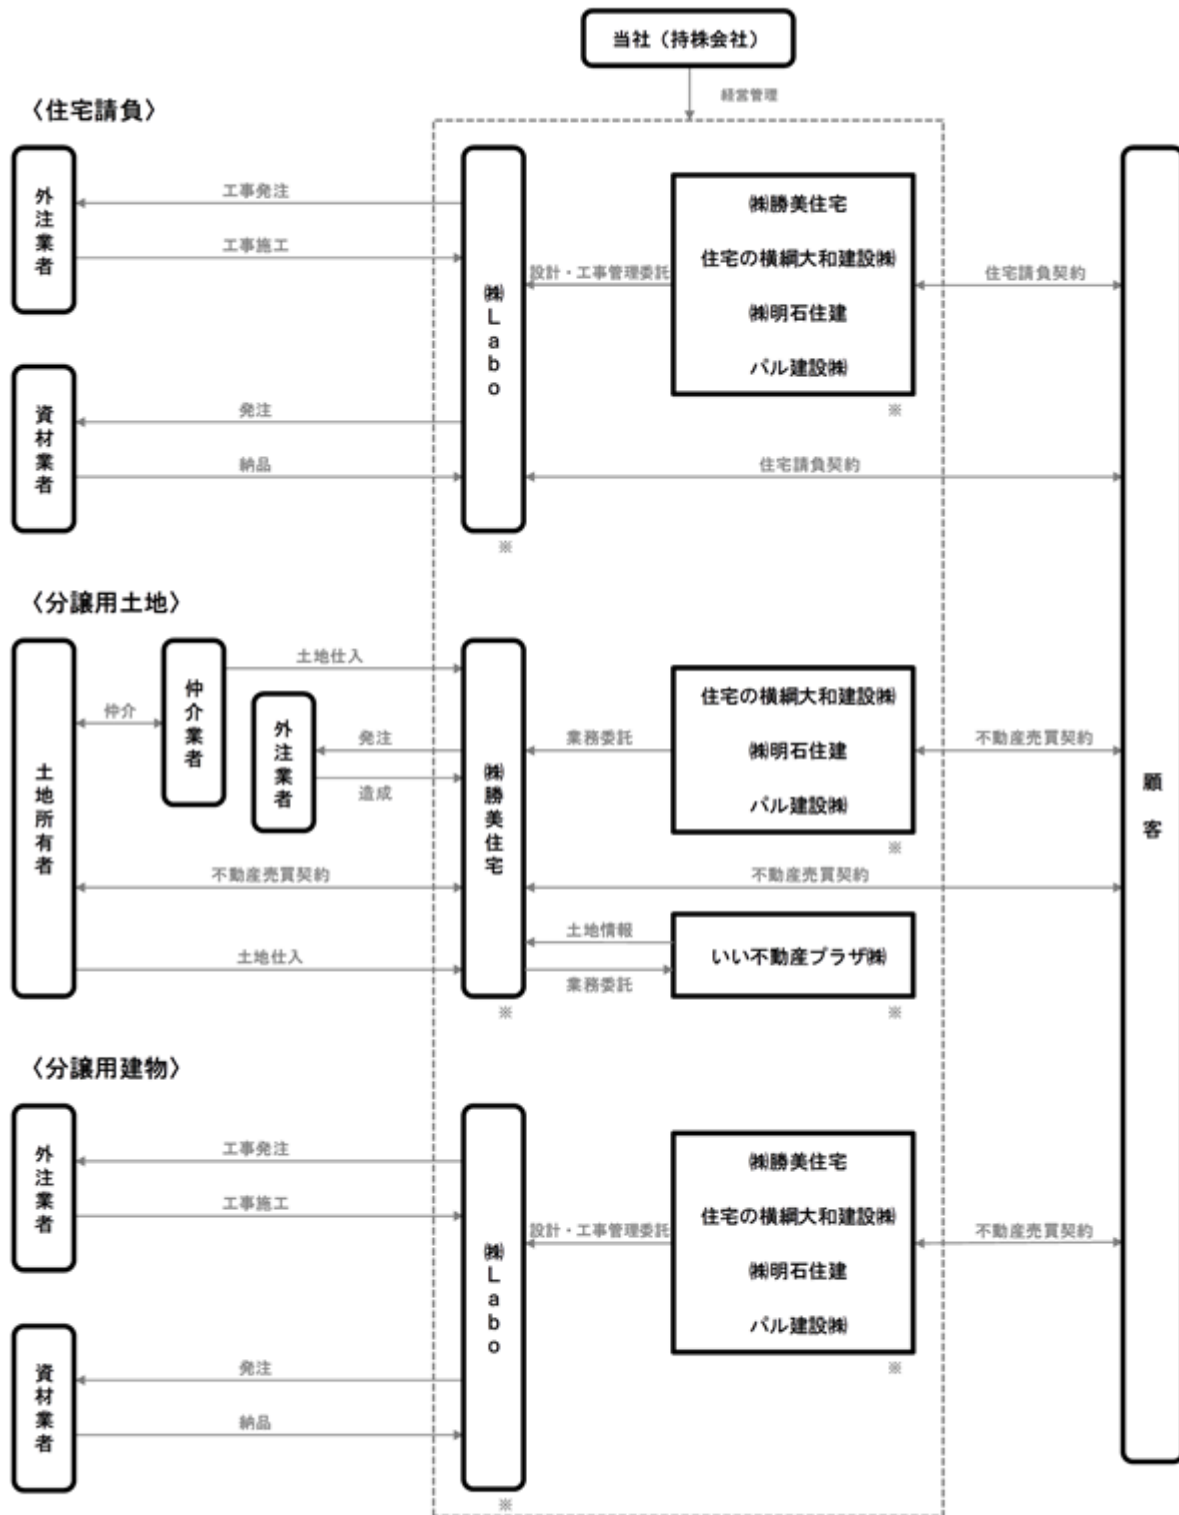 当社（持株会社）
経営管理
〈住宅請負〉
外注業者
工事発注
工事施工
資材業者
発注
納品
㈱Labo
※
設計・工事管理委託
㈱勝美住宅
住宅の横綱大和建設㈱
㈱明石住建
パル建設㈱
※
住宅請負契約
住宅請負契約
顧客
〈分譲用土地〉
土地所有者
仲介
仲介業者
土地仕入
外注業者
発注
造成
不動産売買契約
土地仕入
㈱勝美住宅
※
業務委託
住宅の横綱大和建設㈱
㈱明石住建
パル建設㈱
※
不動産売買契約
不動産売買契約
土地情報
業務委託
いい不動産プラザ㈱
※
〈分譲用建物〉
外注業者
工事発注
工事施工
資材業者
発注
納品
㈱Labo
※
設計・工事管理委託
㈱勝美住宅
住宅の横綱大和建設㈱
㈱明石住建
パル建設㈱
※
不動産売買契約